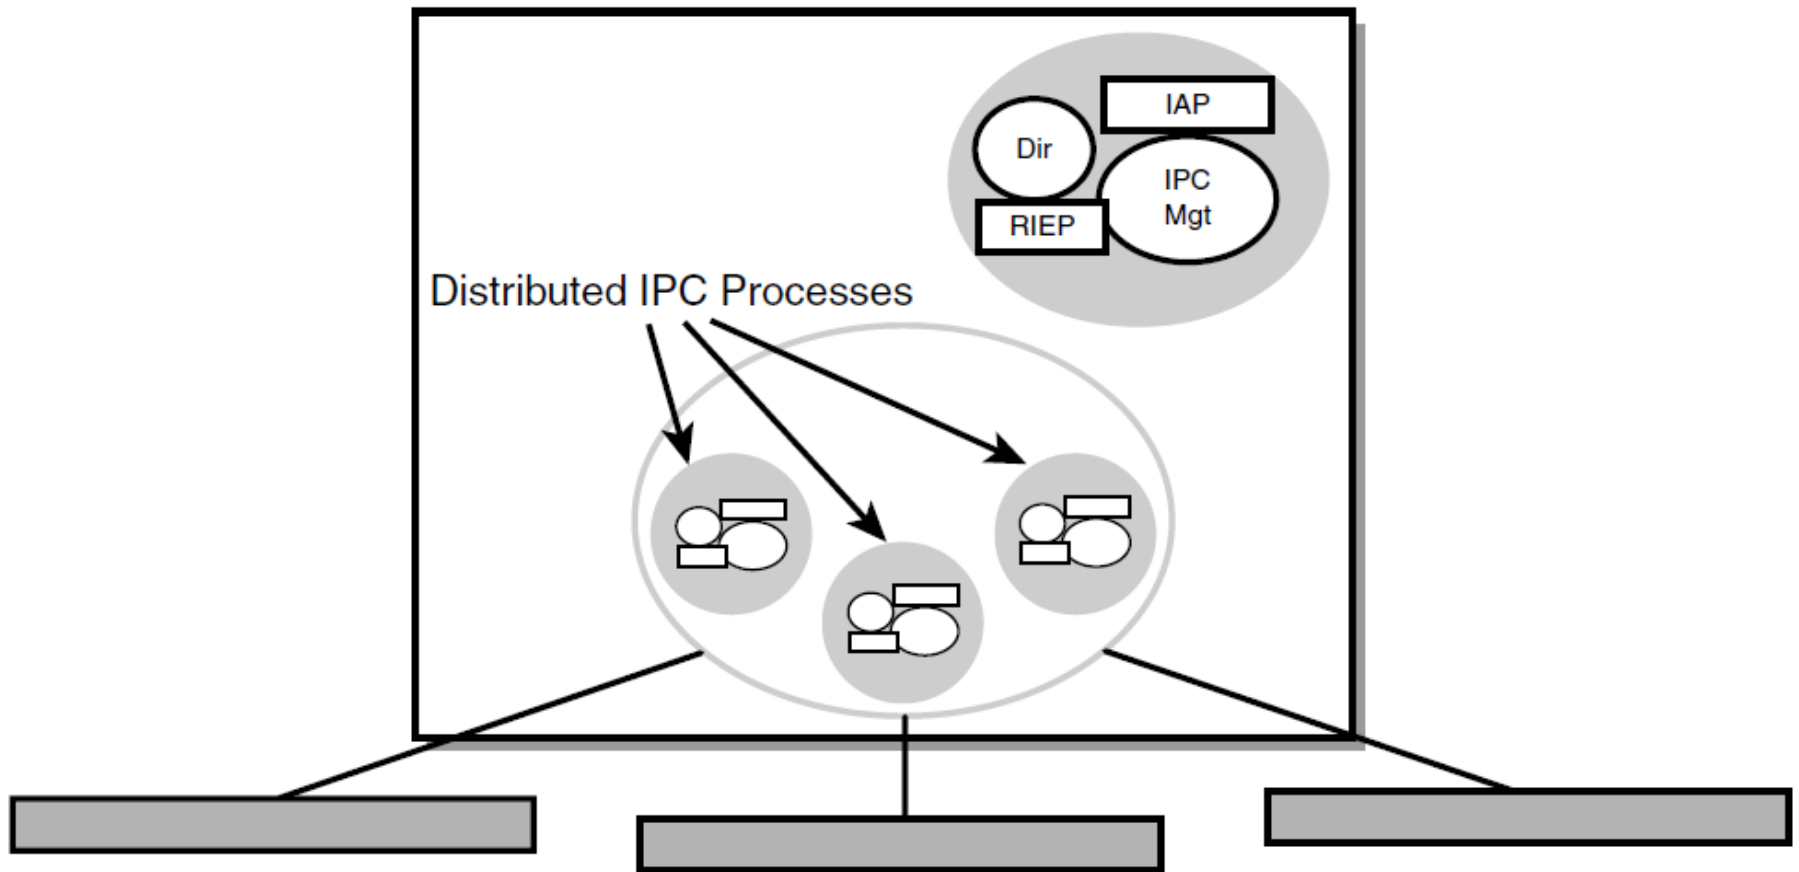 IAP
Dir
IPC
Mgt
RIEP
Distributed IPC Processes